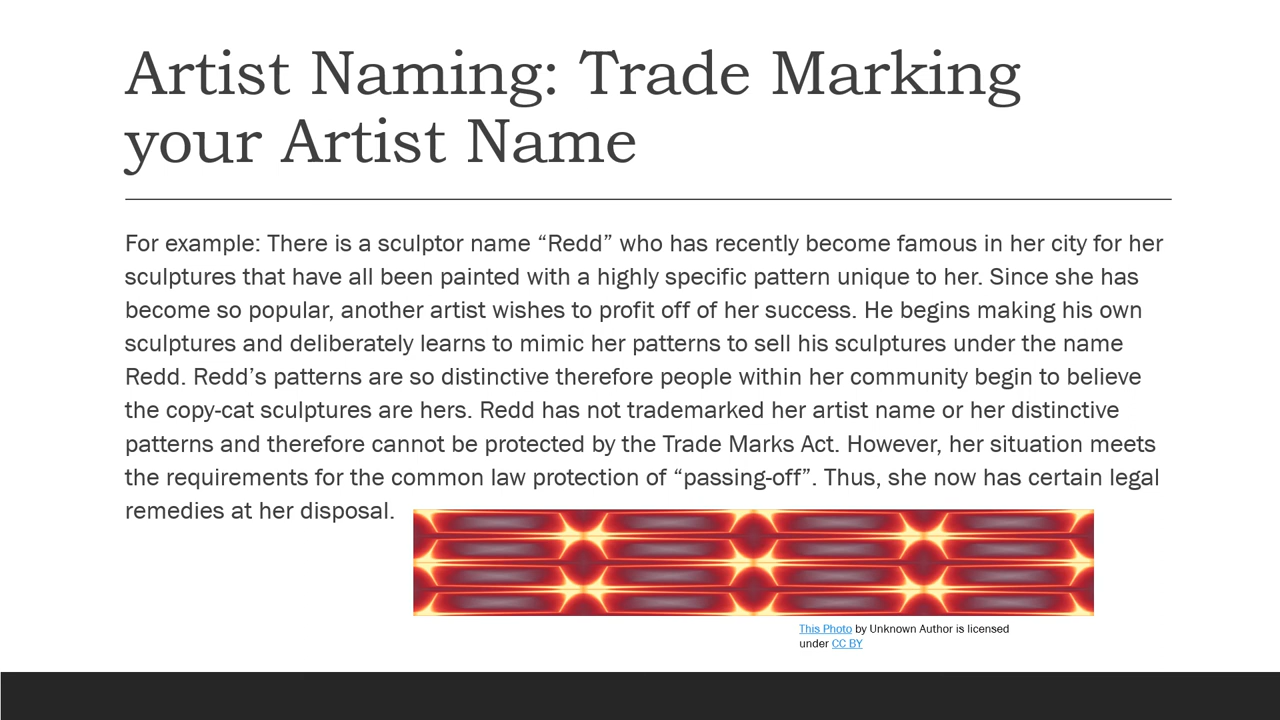 Artist Naming: Trade Marking
your Artist Name
For example: There is a sculptor name “Redd” who has recently become famous in her city for her
sculptures that have all been painted with a highly specific pattern unique to her. Since she has
become so popular, another artist wishes to profit off of her success. He begins making his own
sculptures and deliberately learns to mimic her patterns to sell his sculptures under the name
Redd. Redd’s patterns are so distinctive therefore people within her community begin to believe
the copy-cat sculptures are hers. Redd has not trademarked her artist name or her distinctive
patterns and therefore cannot be protected by the Trade Marks Act. However, her situation meets
the requirements for the common law protection of “passing-off”. Thus, she now has certain legal
remedies at her disposal.
This Photo by Unknown Author is licensed
under CC BY